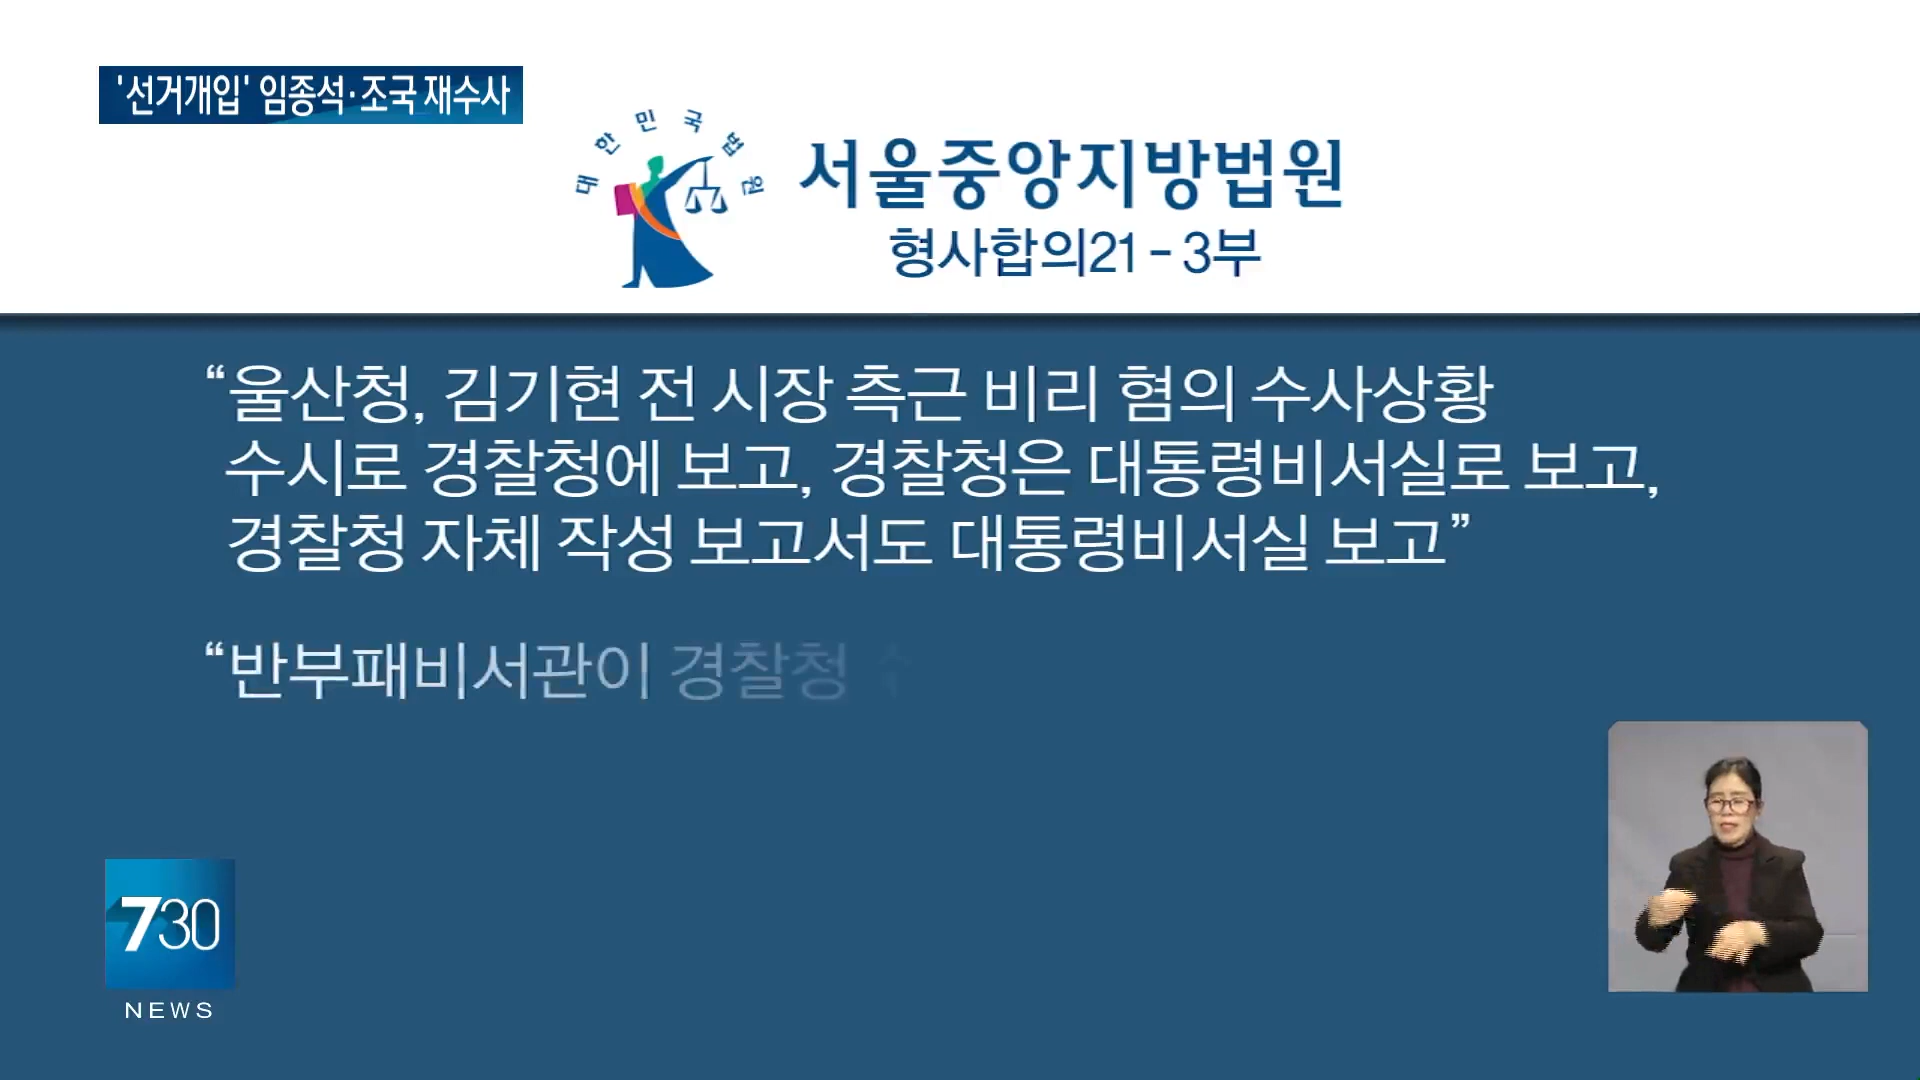 '선거개입' 임종석·조국 재수사
대한민국법원
서울중앙지방법원
형사합의21-3부
“울산청, 김기현 전 시장 측근 비리 혐의 수사상황
수시로 경찰청에 보고, 경찰청은 대통령비서실로 보고,
경찰청 자체 작성 보고서도 대통령비서실 보고”
“반부패비서관이 경찰청
730
NEWS